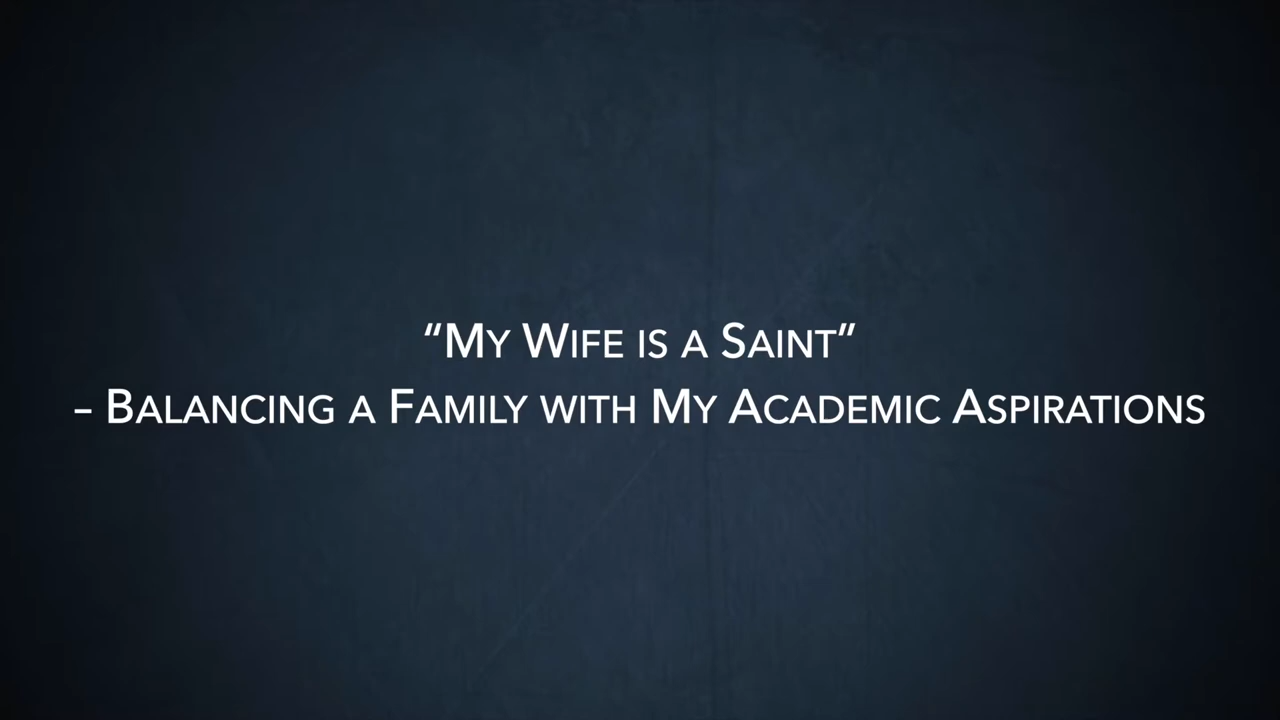 “My Wife is a Saint”
– Balancing a Family with My Academic Aspirations